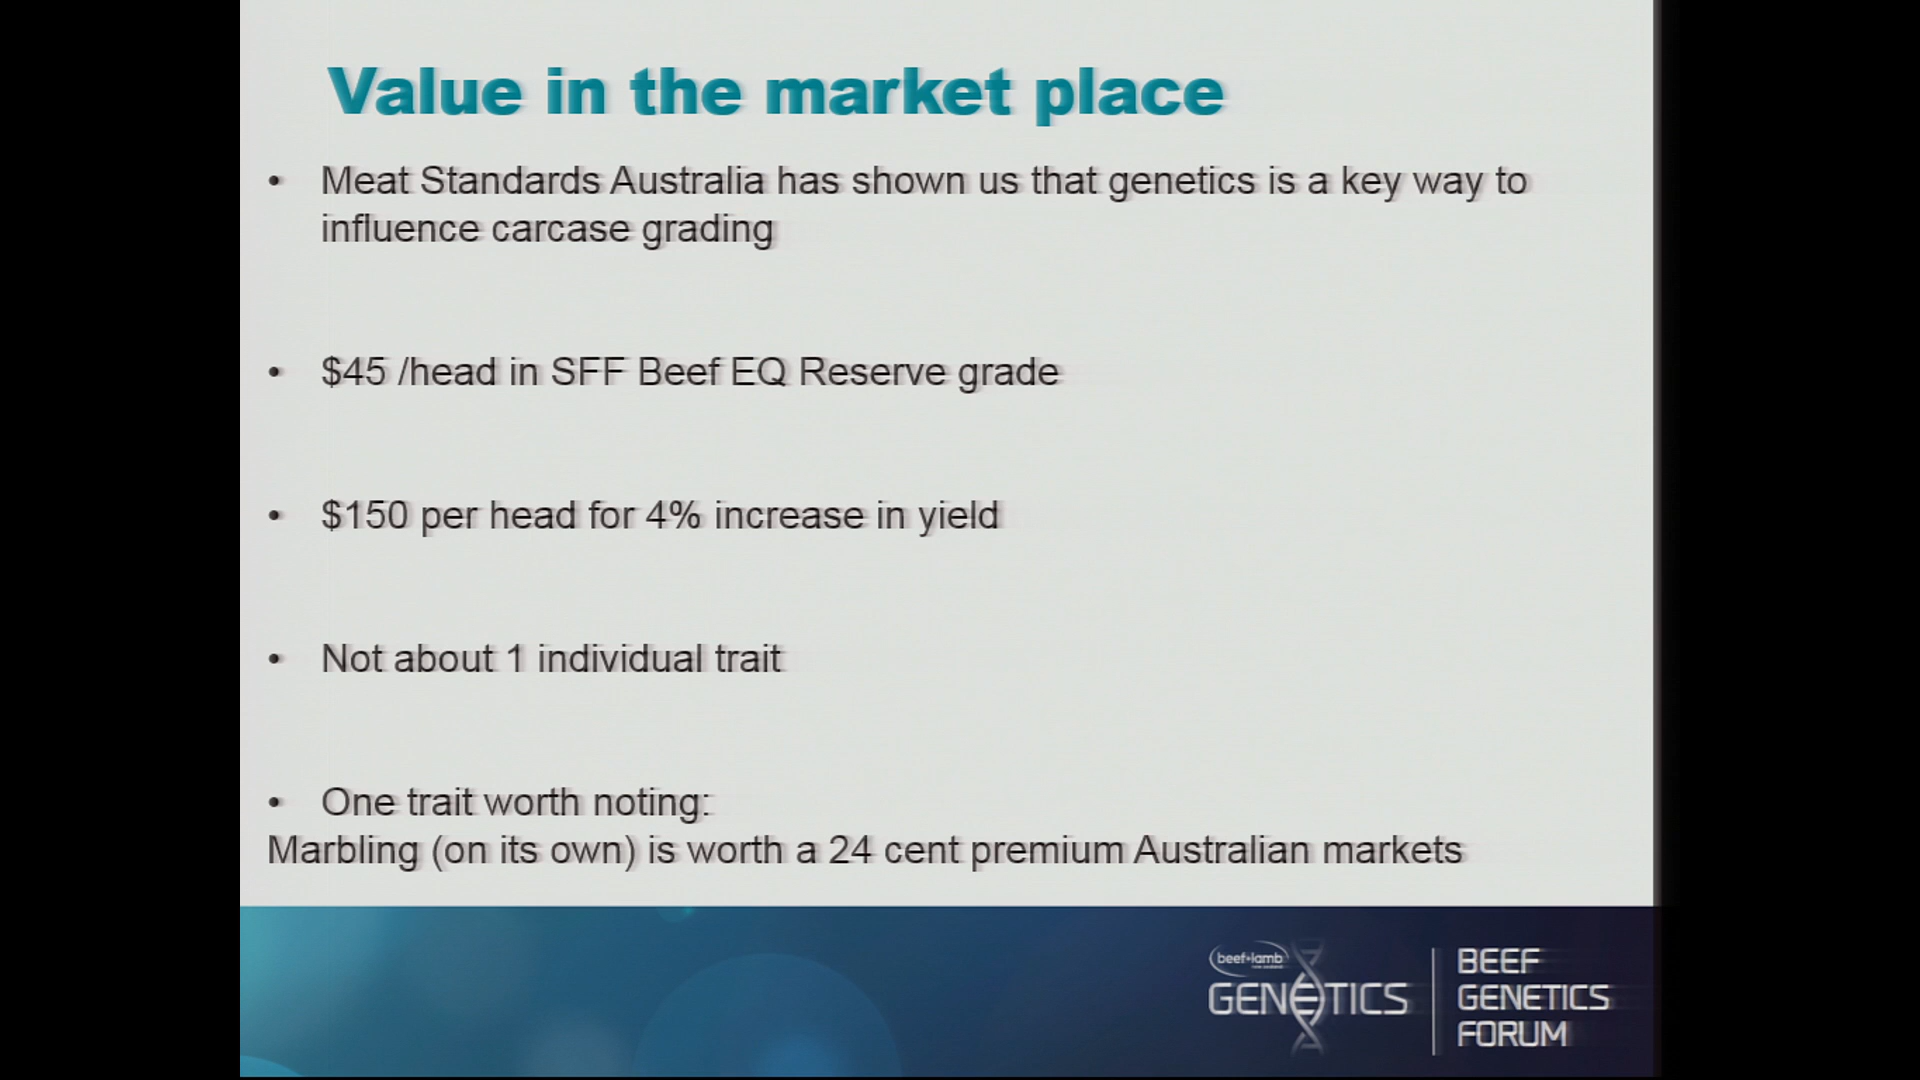 Value in the market place
• Meat Standards Australia has shown us that genetics is a key way to
influence carcase grading
• $45 /head in SFF Beef EQ Reserve grade
• $150 per head for 4% increase in yield
• Not about 1 individual trait
• One trait worth noting:
Marbling (on its own) is worth a 24 cent premium Australian markets
beef+lamb
new zealand
GENETICS
BEEF
GENETICS
FORUM